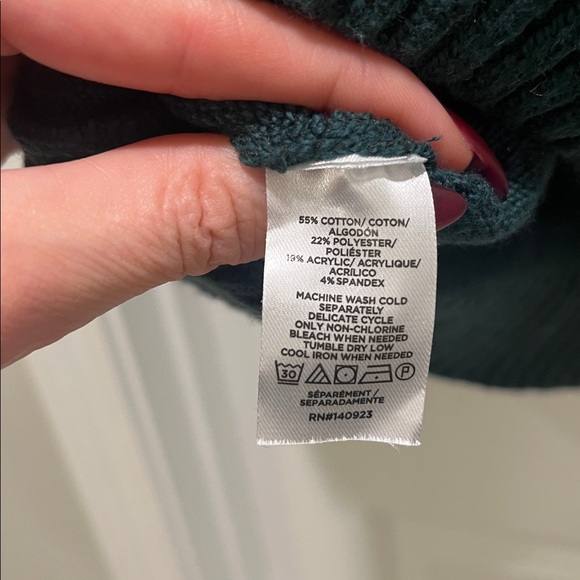 55% COTTON/ COTON/
ALGODÓN
22% POLYESTER/
POLIÉSTER
19% ACRYLIC/ ACRYLIQUE/
ACRÍLICO
4% SPANDEX
MACHINE WASH COLD
SEPARATELY
DELICATE CYCLE
ONLY NON-CHLORINE
BLEACH WHEN NEEDED
TUMBLE DRY LOW
COOL IRON WHEN NEEDED
30 P
SÉPARÉMENT/
SEPARADAMENTE
RN#140923